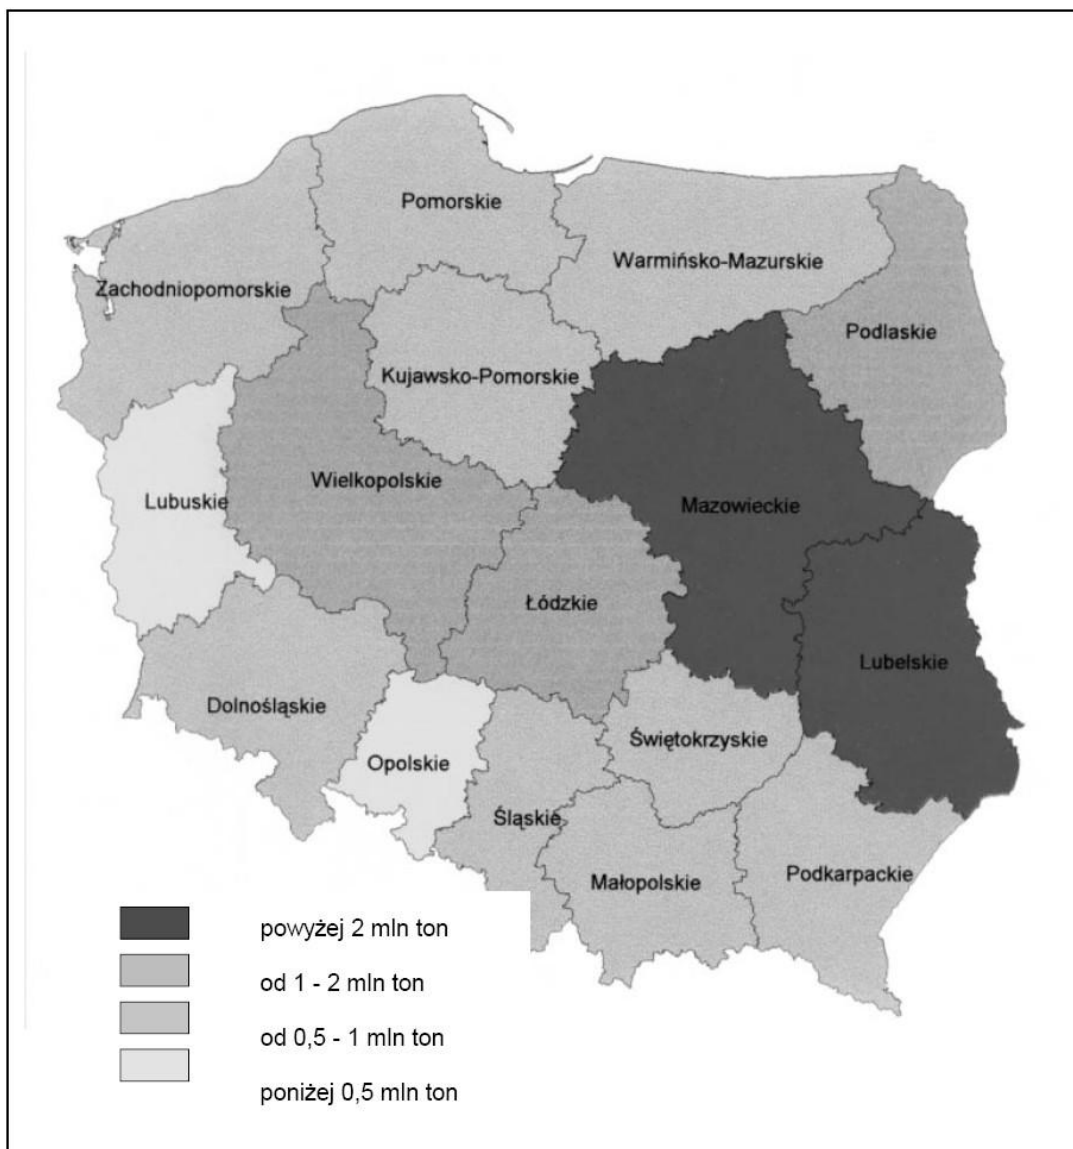 Pomorskie
Warmińsko-Mazurskie
Zachodniopomorskie
Podlaskie
Kujawsko-Pomorskie
Wielkopolskie
Lubuskie
Mazowieckie
Łódzkie
Lubelskie
Dolnośląskie
Świętokrzyskie
Opolskie
Śląskie
Małopolskie
Podkarpackie
powyżej 2 mln ton
od 1 - 2 mln ton
od 0,5 - 1 mln ton
poniżej 0,5 mln ton